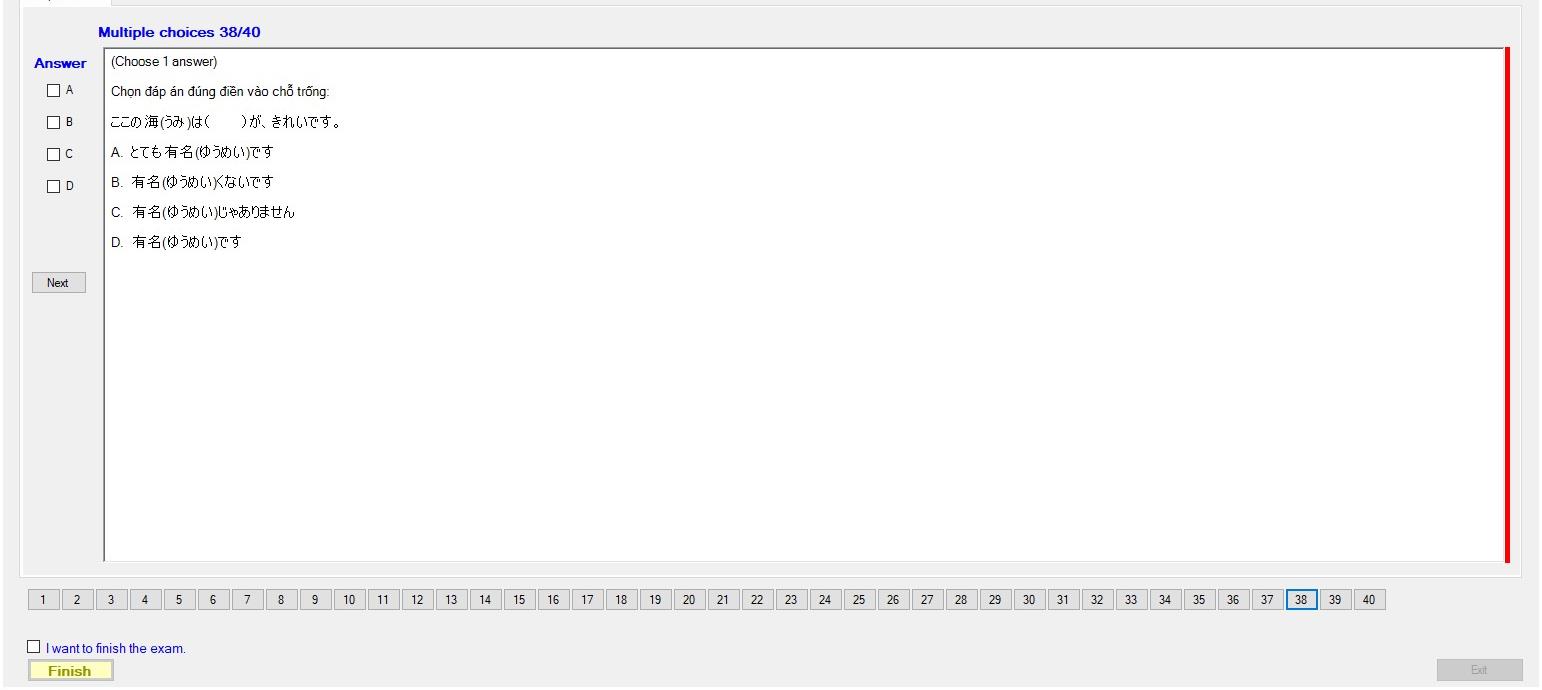 Multiple choices 38/40
Answer
A
B
C
D
Next
(Choose 1 answer)
Chọn đáp án đúng điền vào chỗ trống:
ここの海(うみ)は(　　)が、きれいです。
A. とても有名(ゆうめい)です
B. 有名(ゆうめい)くないです
C. 有名(ゆうめい)じゃありません
D. 有名(ゆうめい)です
1 2 3 4 5 6 7 8 9 10 11 12 13 14 15 16 17 18 19 20 21 22 23 24 25 26 27 28 29 30 31 32 33 34 35 36 37 38 39 40
I want to finish the exam.
Finish
Exit